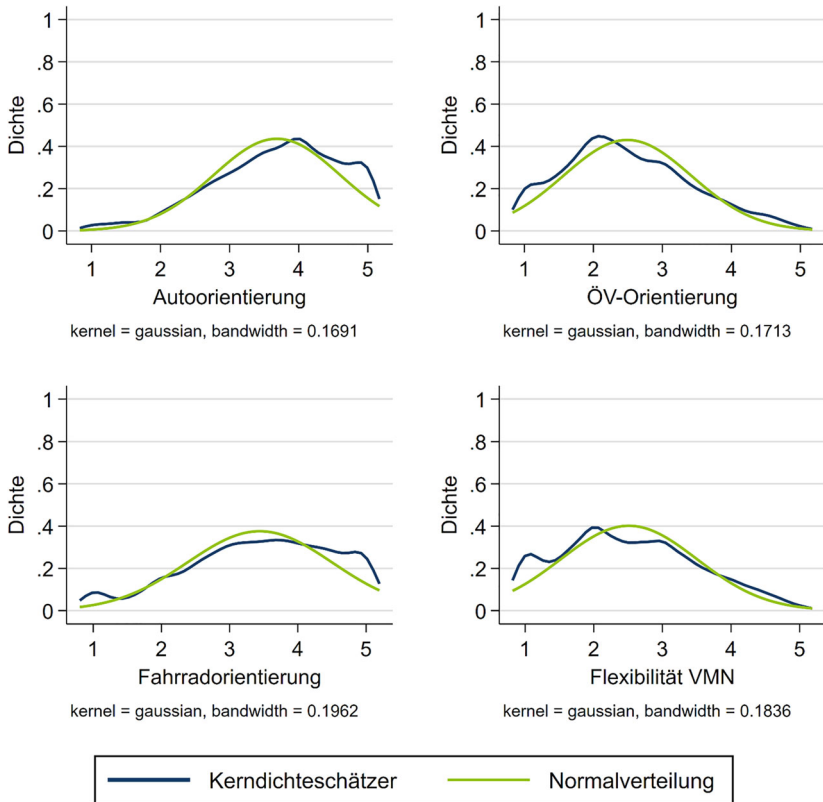 Dichte
1
.8
.6
.4
.2
0
1 2 3 4 5
Autoorientierung
kernel = gaussian, bandwidth = 0.1691
Dichte
1
.8
.6
.4
.2
0
1 2 3 4 5
ÖV-Orientierung
kernel = gaussian, bandwidth = 0.1713
Dichte
1
.8
.6
.4
.2
0
1 2 3 4 5
Fahrradorientierung
kernel = gaussian, bandwidth = 0.1962
Dichte
1
.8
.6
.4
.2
0
1 2 3 4 5
Flexibilität VMN
kernel = gaussian, bandwidth = 0.1836
Kerndichteschätzer Normalverteilung